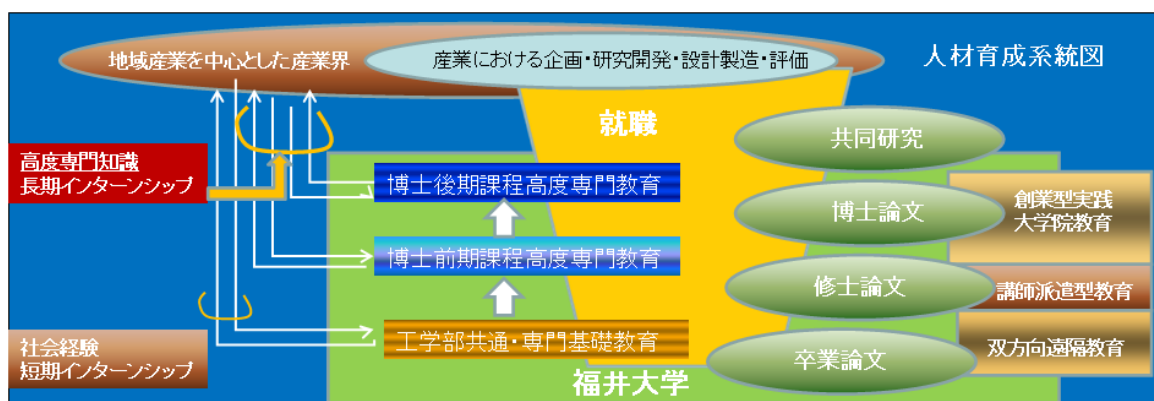 人材育成系統図
地域産業を中心とした産業界
産業における企画・研究開発・設計製造・評価
就職
共同研究
高度専門知識
長期インターンシップ
博士後期課程高度専門教育
博士論文
創業型実践
大学院教育
博士前期課程高度専門教育
修士論文
講師派遣型教育
社会経験
短期インターンシップ
工学部共通・専門基礎教育
卒業論文
双方向遠隔教育
福井大学